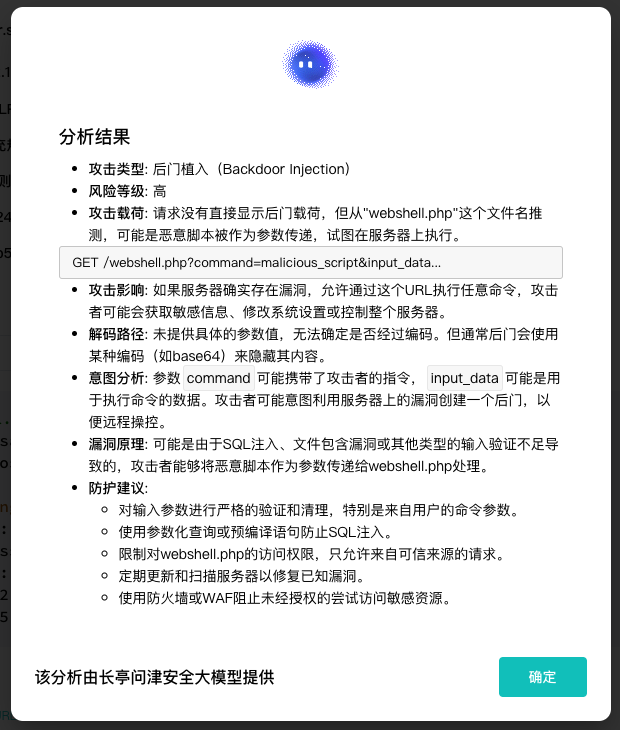 分析结果
攻击类型: 后门植入（Backdoor Injection）
风险等级: 高
攻击载荷: 请求没有直接显示后门载荷，但从"webshell.php"这个文件名推
测，可能是恶意脚本被作为参数传递，试图在服务器上执行。
GET /webshell.php?command=malicious_script&input_data...
攻击影响: 如果服务器确实存在漏洞，允许通过这个URL执行任意命令，攻击
者可能会获取敏感信息、修改系统设置或控制整个服务器。
解码路径: 未提供具体的参数值，无法确定是否经过编码。但通常后门会使用
某种编码（如base64）来隐藏其内容。
意图分析: 参数 command 可能携带了攻击者的指令， input_data 可能是用
于执行命令的数据。攻击者可能意图利用服务器上的漏洞创建一个后门，以
便远程操控。
漏洞原理: 可能是由于SQL注入、文件包含漏洞或其他类型的输入验证不足导
致的，攻击者能够将恶意脚本作为参数传递给webshell.php处理。
防护建议:
对输入参数进行严格的验证和清理，特别是来自用户的命令参数。
使用参数化查询或预编译语句防止SQL注入。
限制对webshell.php的访问权限，只允许来自可信来源的请求。
定期更新和扫描服务器以修复已知漏洞。
使用防火墙或WAF阻止未经授权的尝试访问敏感资源。
该分析由长亭问津安全大模型提供
确定